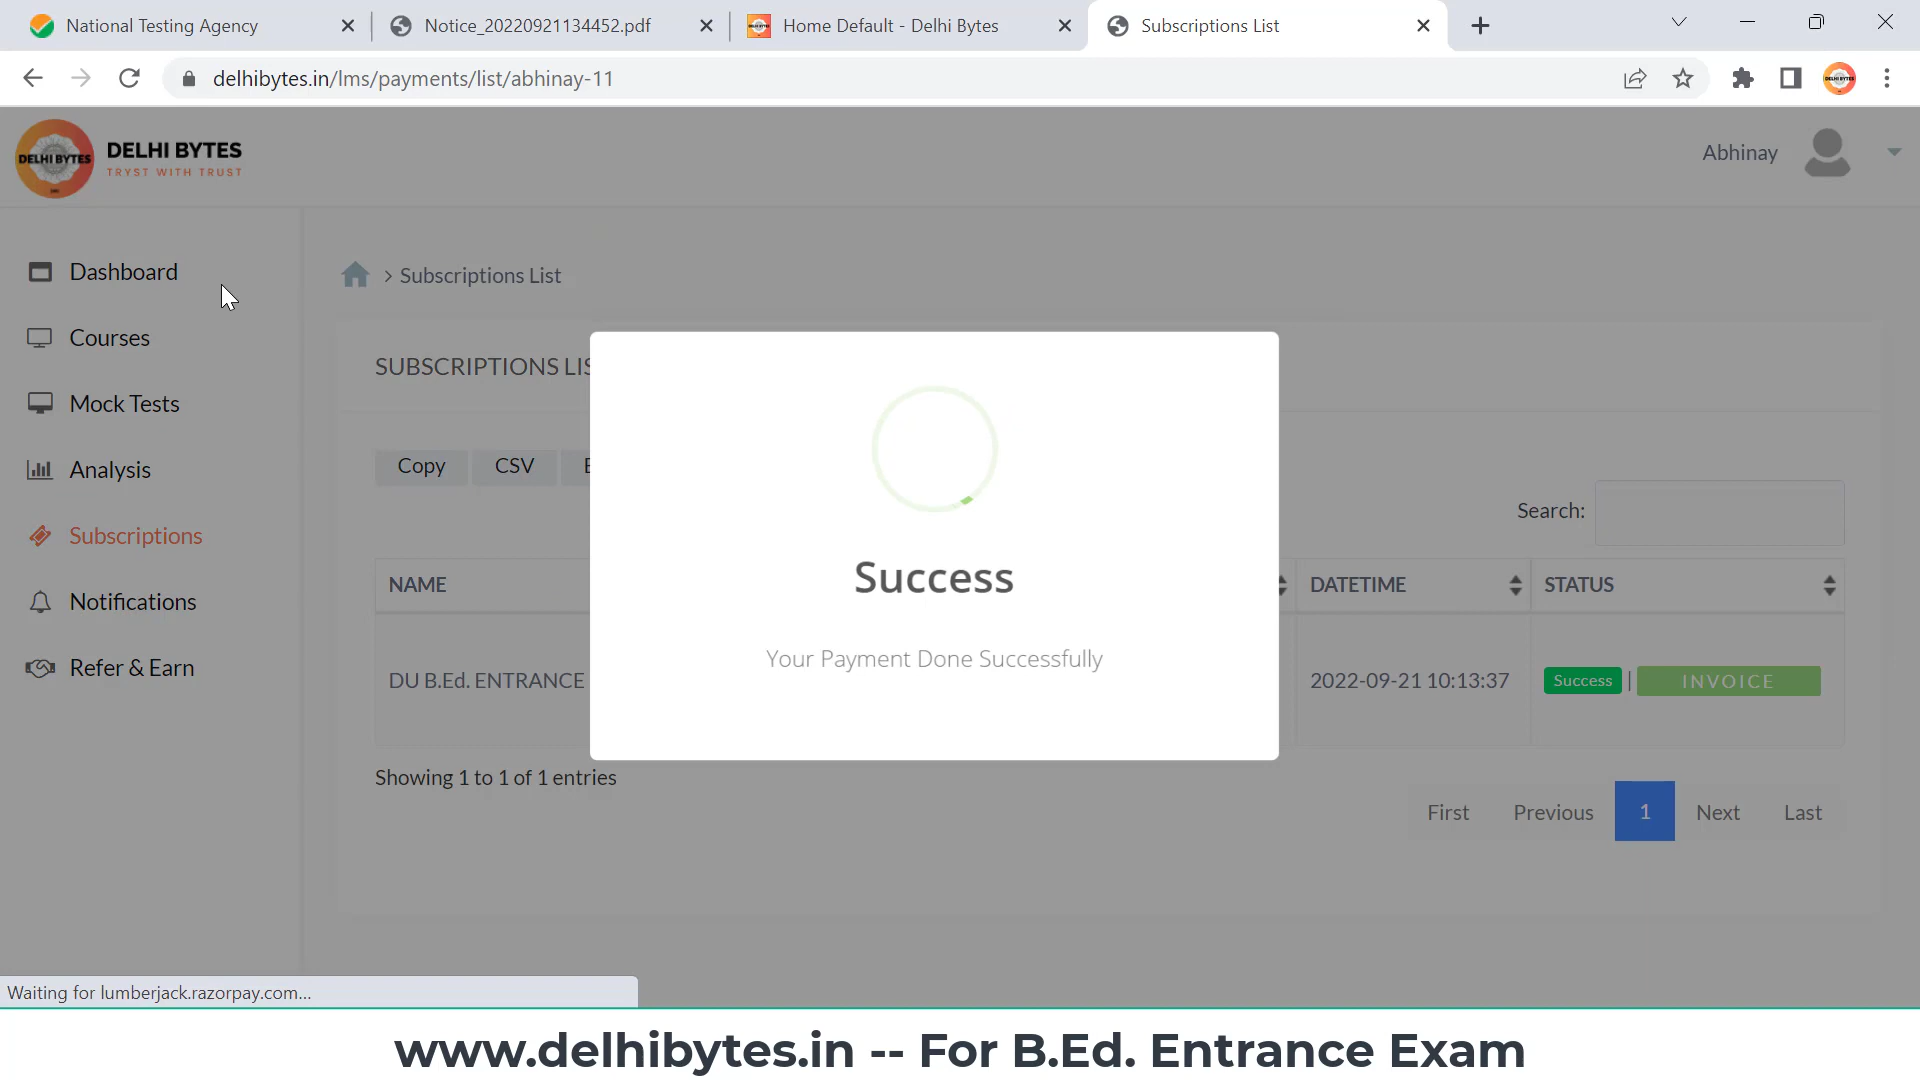 National Testing Agency
Notice_20220921134452.pdf
Home Default - Delhi Bytes
Subscriptions List
delhibytes.in/lms/payments/list/abhinay-11
DELHI BYTES
DELHI BYTES
TRYST WITH TRUST
Abhinay
Dashboard
Courses
Mock Tests
Analysis
Subscriptions
Notifications
Refer & Earn
> Subscriptions List
SUBSCRIPTIONS LIS
Copy
CSV
Search:
NAME
DATETIME
STATUS
DU B.Ed. ENTRANCE
2022-09-21 10:13:37
Success | INVOICE
Success
Your Payment Done Successfully
Showing 1 to 1 of 1 entries
First
Previous
1
Next
Last
Waiting for lumberjack.razorpay.com...
www.delhibytes.in -- For B.Ed. Entrance Exam